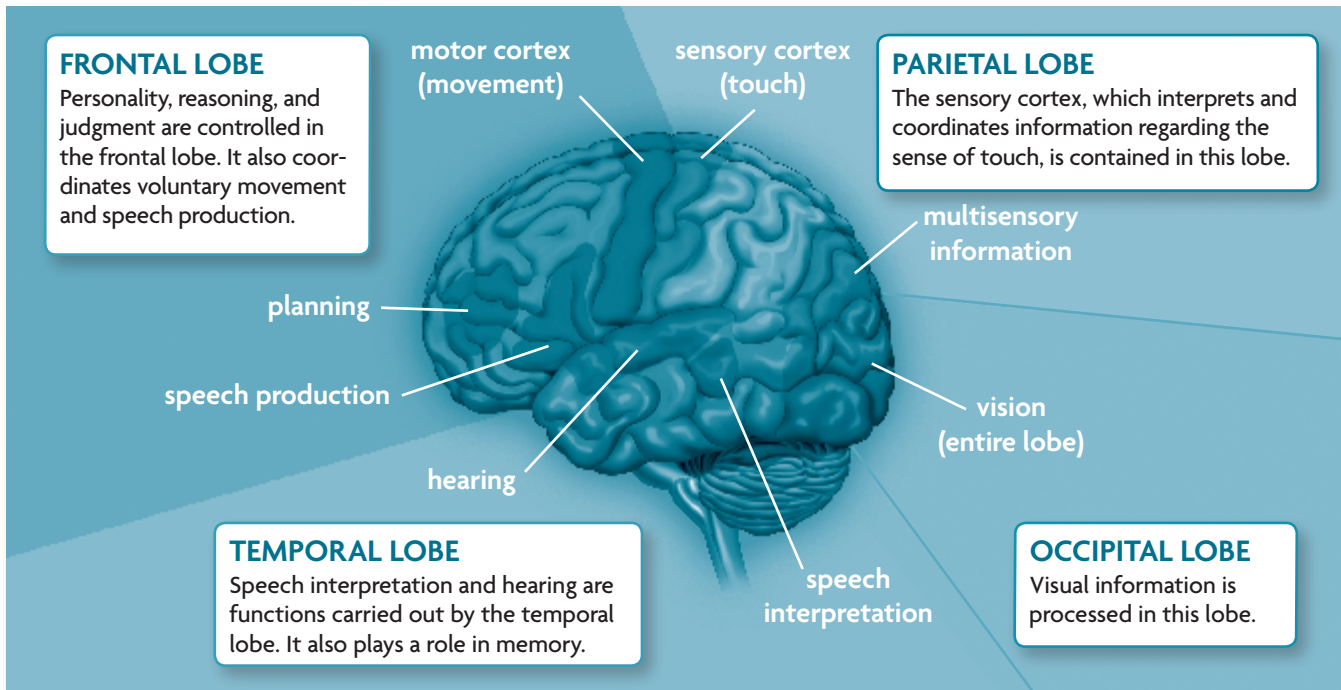 FRONTAL LOBE
Personality, reasoning, and
judgment are controlled in
the frontal lobe. It also coor-
dinates voluntary movement
and speech production.
motor cortex
(movement)
sensory cortex
(touch)
PARIETAL LOBE
The sensory cortex, which interprets and
coordinates information regarding the
sense of touch, is contained in this lobe.
multisensory
information
planning
speech production
vision
(entire lobe)
hearing
TEMPORAL LOBE
Speech interpretation and hearing are
functions carried out by the temporal
lobe. It also plays a role in memory.
speech
interpretation
OCCIPITAL LOBE
Visual information is
processed in this lobe.